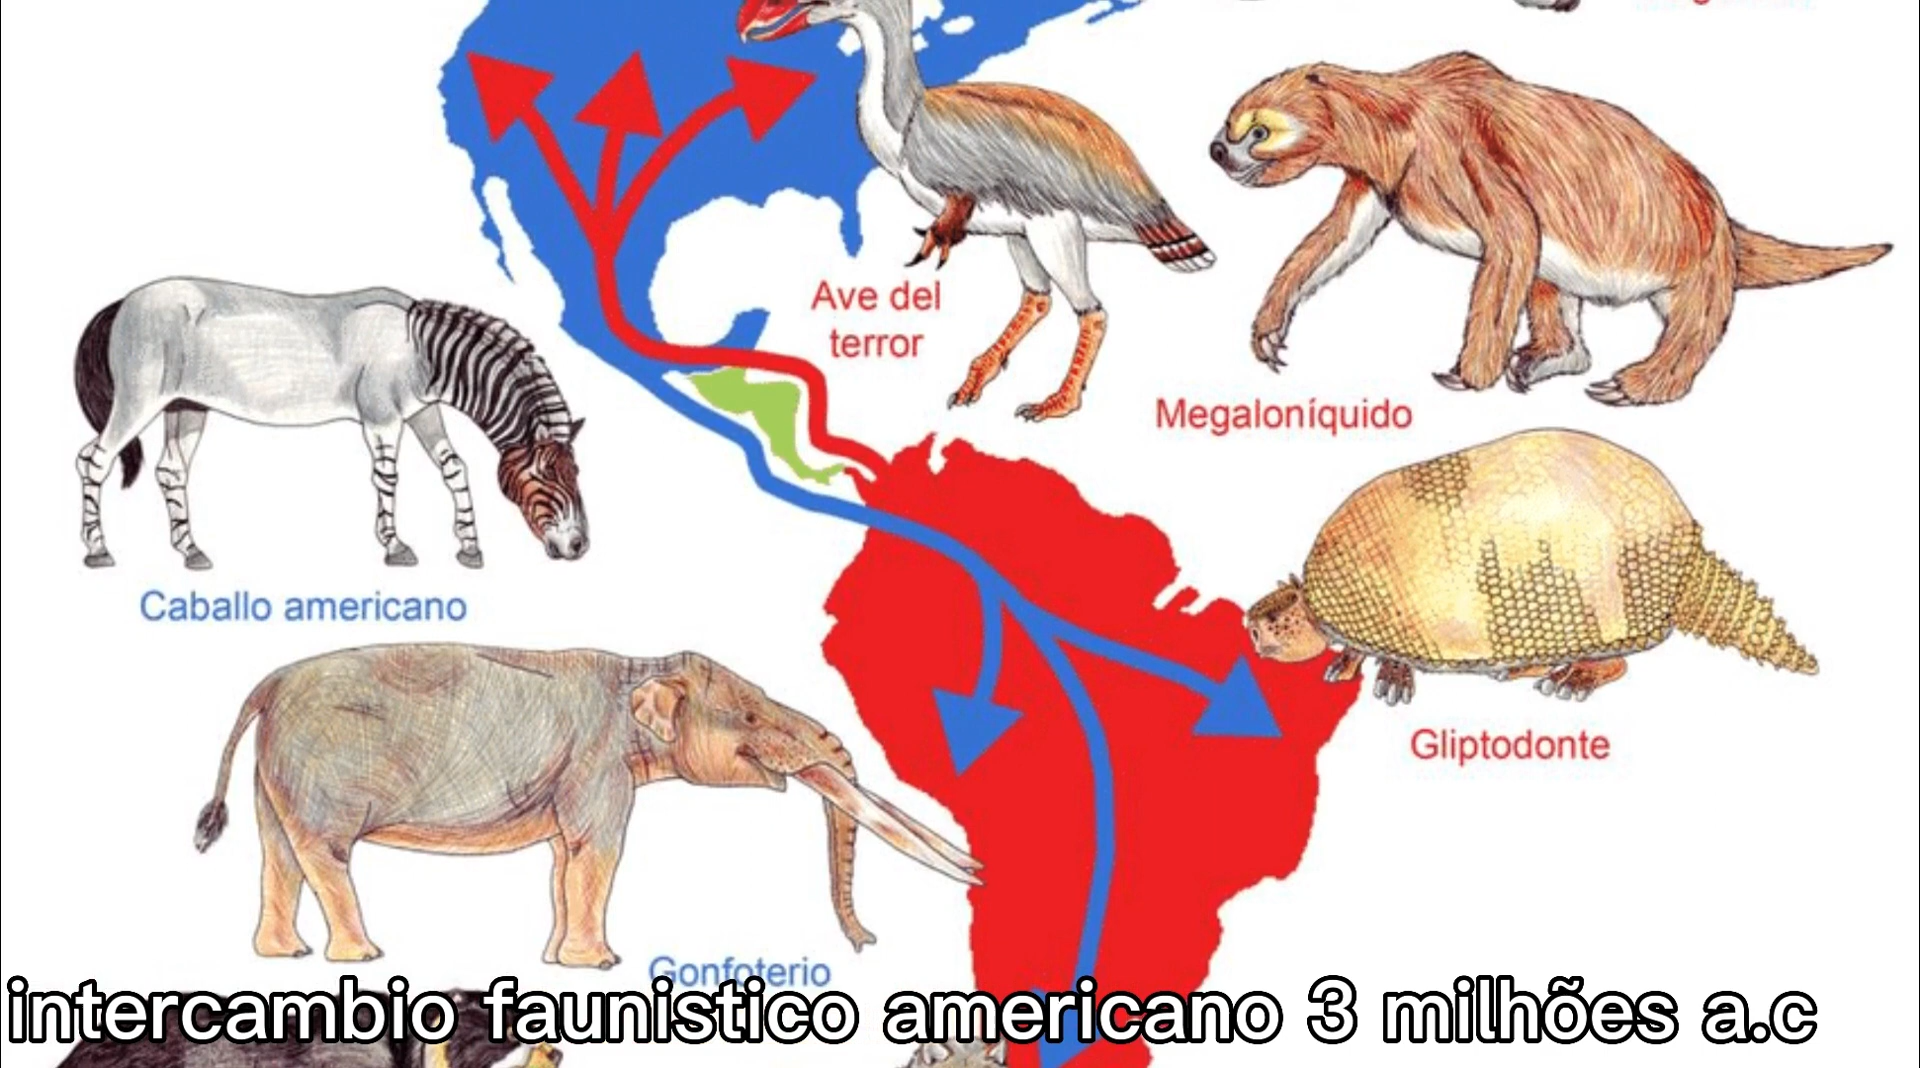 Ave del
terror
Megaloníquido
Caballo americano
Gliptodonte
Gonfoterio
intercambio faunistico americano 3 milhões a.c